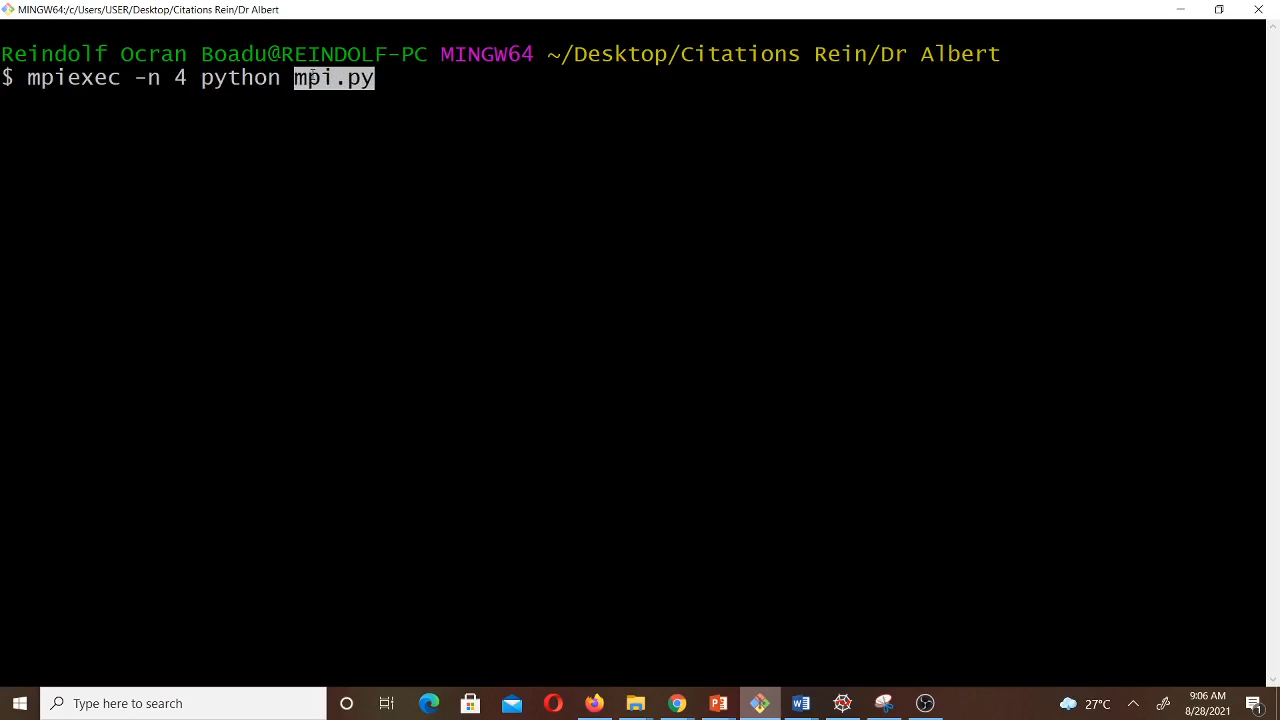 MINGW64:/c/Users/USER/Desktop/Citations Rein/Dr Albert
Reindolf Ocran Boadu@REINDOLF-PC MINGW64 ~/Desktop/Citations Rein/Dr Albert
$ mpiexec -n 4 python mpi.py
Type here to search
27°C
9:06 AM
8/28/2021
1